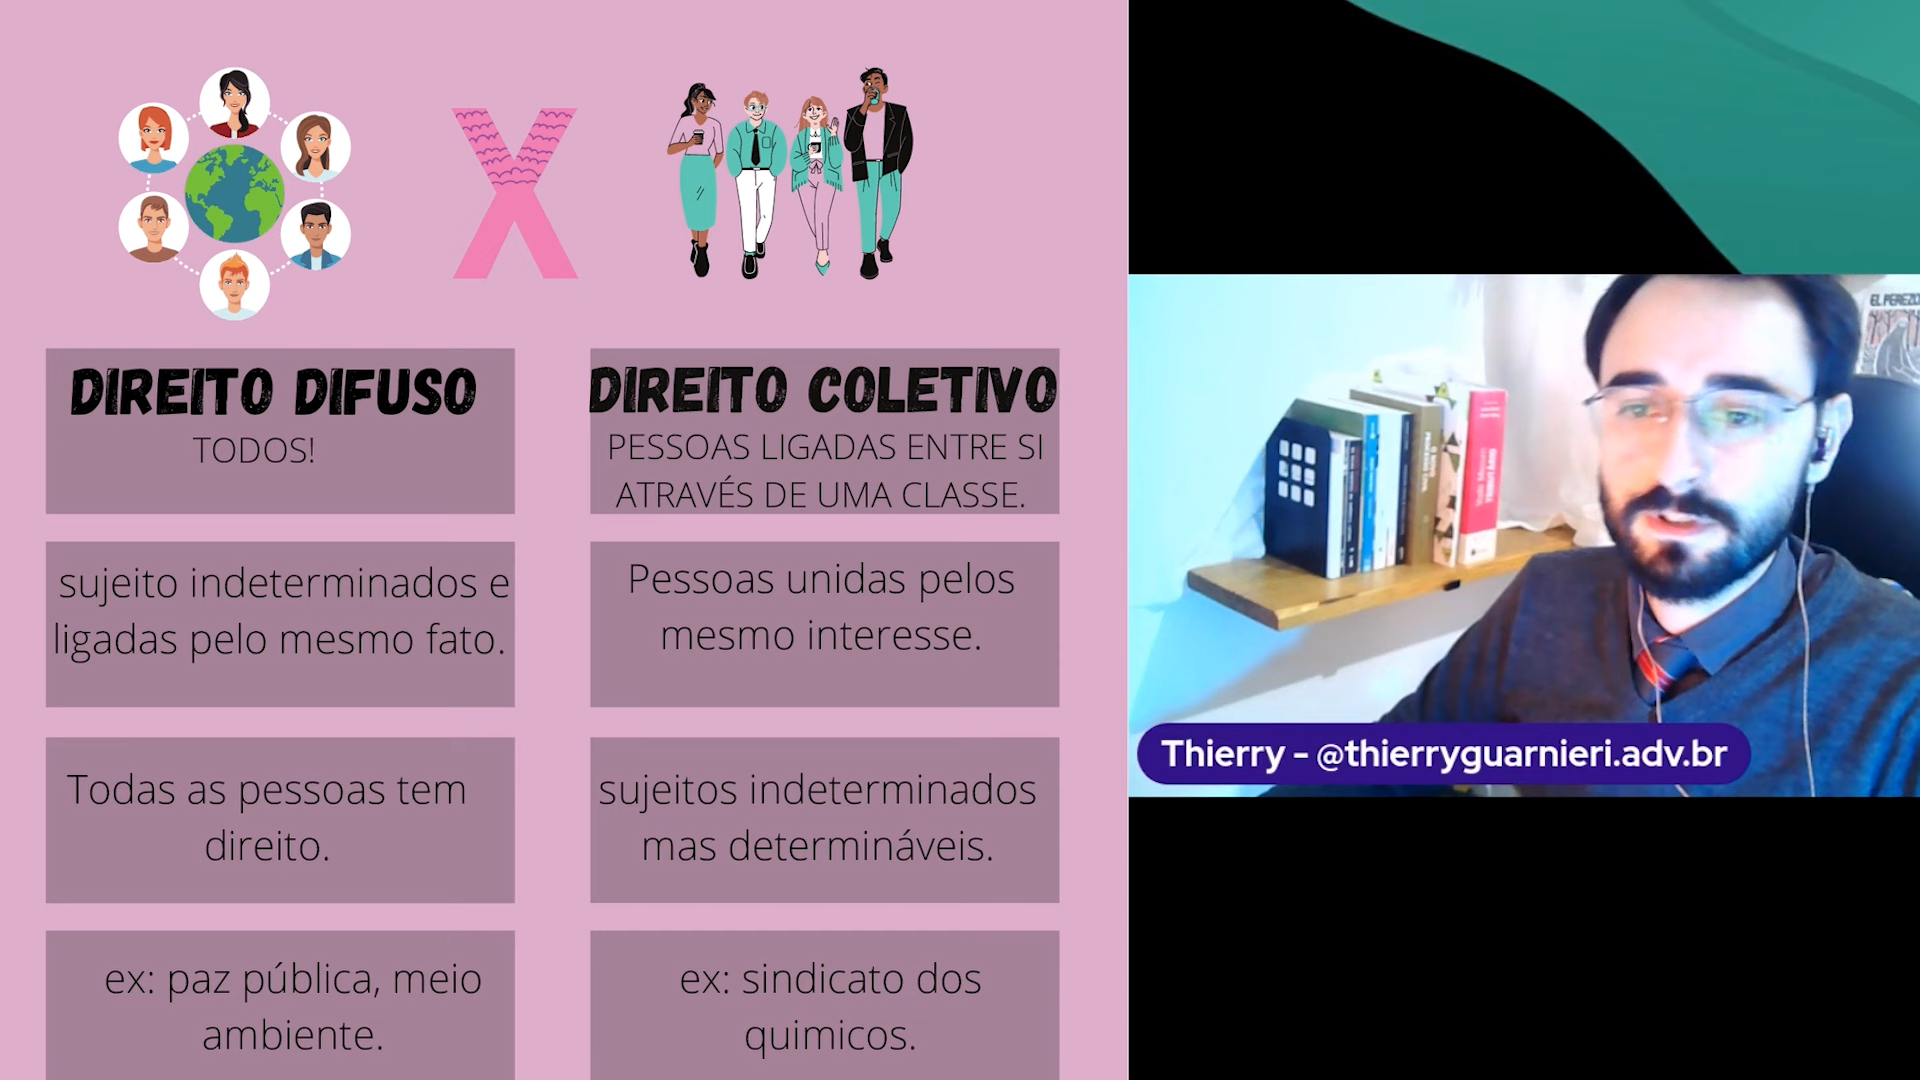 X
DIREITO DIFUSO
TODOS!
sujeito indeterminados e
ligadas pelo mesmo fato.
Todas as pessoas tem
direito.
ex: paz pública, meio
ambiente.
DIREITO COLETIVO
PESSOAS LIGADAS ENTRE SI
ATRAVÉS DE UMA CLASSE.
Pessoas unidas pelos
mesmo interesse.
sujeitos indeterminados
mas determináveis.
ex: sindicato dos
quimicos.
Thierry - @thierryguarnieri.adv.br